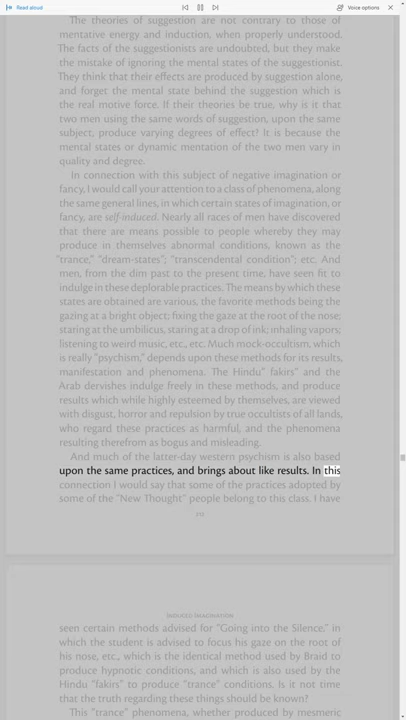 Read aloud
Voice options
The theories of suggestion are not contrary to those of
mentative energy and induction, when properly understood.
The facts of the suggestionists are undoubted, but they make
the mistake of ignoring the mental states of the suggestionist.
They think that their effects are produced by suggestion alone,
and forget the mental state behind the suggestion which is
the real motive force. If their theories be true, why is it that
two men using the same words of suggestion, upon the same
subject, produce varying degrees of effect? It is because the
mental states or dynamic mentation of the two men vary in
quality and degree.
In connection with this subject of negative imagination or
fancy, I would call your attention to a class of phenomena, along
the same general lines, in which certain states of imagination, or
fancy, are self-induced. Nearly all races of men have discovered
that there are means possible to people whereby they may
produce in themselves abnormal conditions, known as the
"trance," "dream-states"; "transcendental condition"; etc. And
men, from the dim past to the present time, have seen fit to
indulge in these deplorable practices. The means by which these
states are obtained are various, the favorite methods being the
gazing at a bright object; fixing the gaze at the root of the nose;
staring at the umbilicus, staring at a drop of ink; inhaling vapors;
listening to weird music, etc., etc. Much mock-occultism, which
is really "psychism," depends upon these methods for its results,
manifestation and phenomena. The Hindu" fakirs" and the
Arab dervishes indulge freely in these methods, and produce
results which while highly esteemed by themselves, are viewed
with disgust, horror and repulsion by true occultists of all lands,
who regard these practices as harmful, and the phenomena
resulting therefrom as bogus and misleading.
And much of the latter-day western psychism is also based
upon the same practices, and brings about like results. In this
connection I would say that some of the practices adopted by
some of the "New Thought" people belong to this class. I have
INDUCED IMAGINATION
seen certain methods advised for "Going into the Silence," in
which the student is advised to focus his gaze on the root of
his nose, etc., which is the identical method used by Braid to
produce hypnotic conditions, and which is also used by the
Hindu "fakirs" to produce "trance" conditions. Is it not time
that the truth regarding these things should be known?
This "trance" phenomena, whether produced by mesmeric